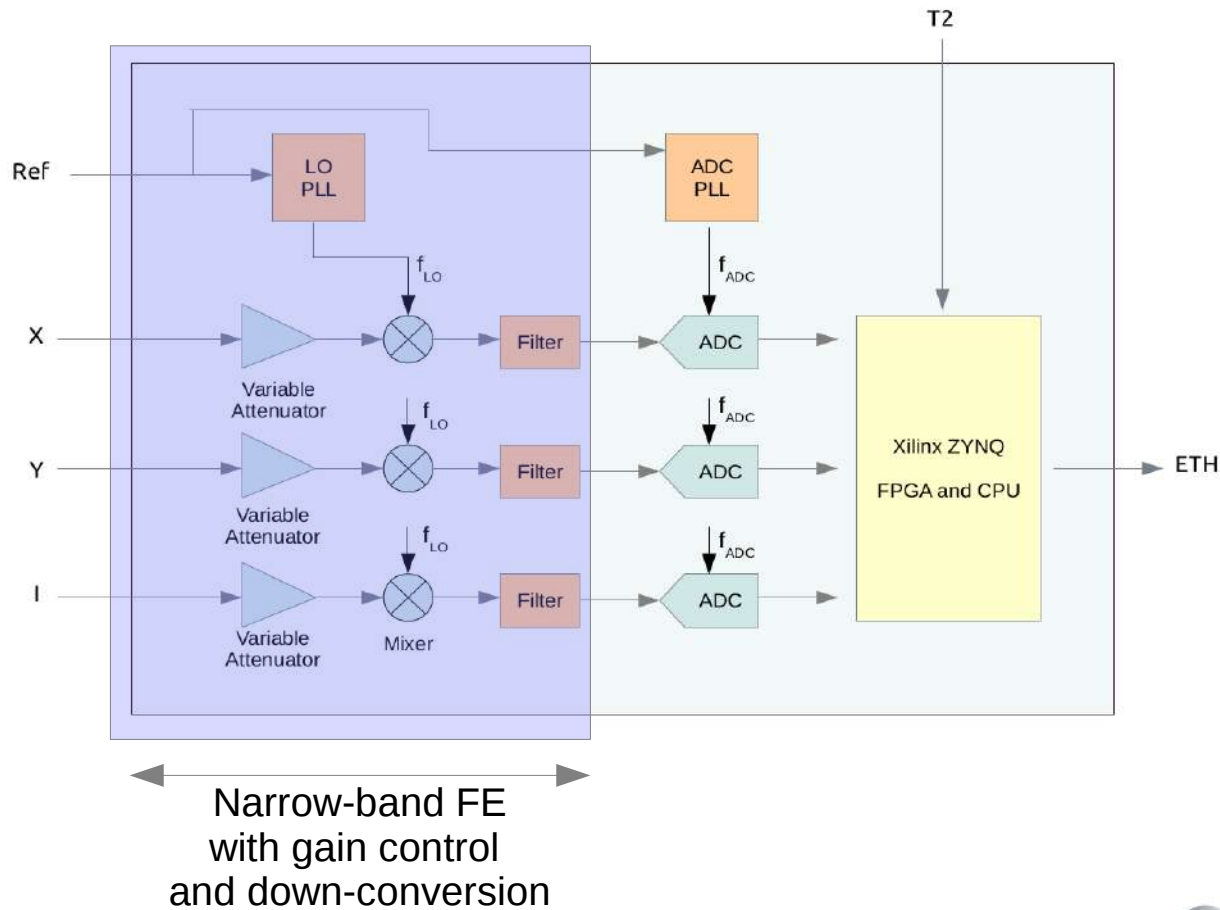 T2
Ref
LO
PLL
ADC
PLL
fLO
fADC
X
Filter
ADC
Variable
Attenuator
fLO
fADC
Y
Filter
ADC
Xilinx ZYNQ
FPGA and CPU
ETH
Variable
Attenuator
fLO
fADC
I
Filter
ADC
Variable
Attenuator
Mixer
Narrow-band FE
with gain control
and down-conversion